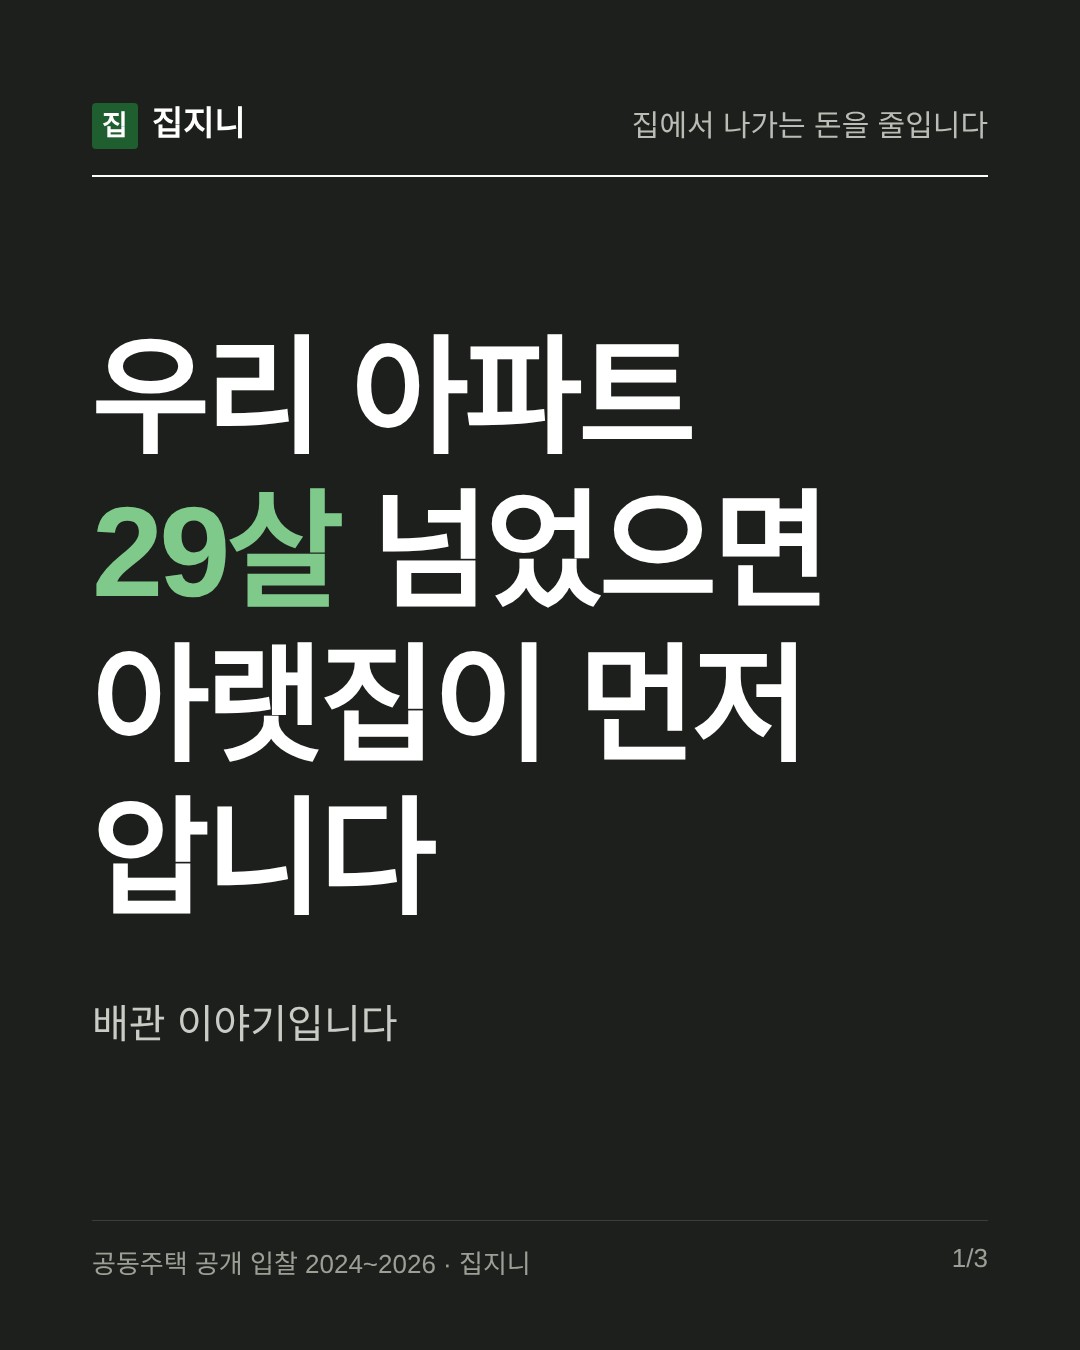 집 집지니
집에서 나가는 돈을 줄입니다
우리 아파트
29살 넘었으면
아랫집이 먼저
압니다
배관 이야기입니다
공동주택 공개 입찰 2024~2026 · 집지니
1/3